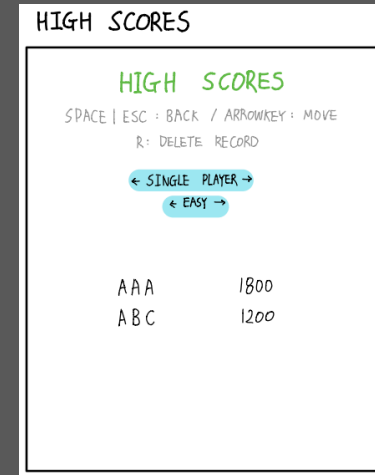 HIGH SCORES
HIGH SCORES
SPACE | ESC : BACK / ARROWKEY : MOVE
R : DELETE RECORD
← SINGLE PLAYER →
← EASY →
AAA 1800
ABC 1200